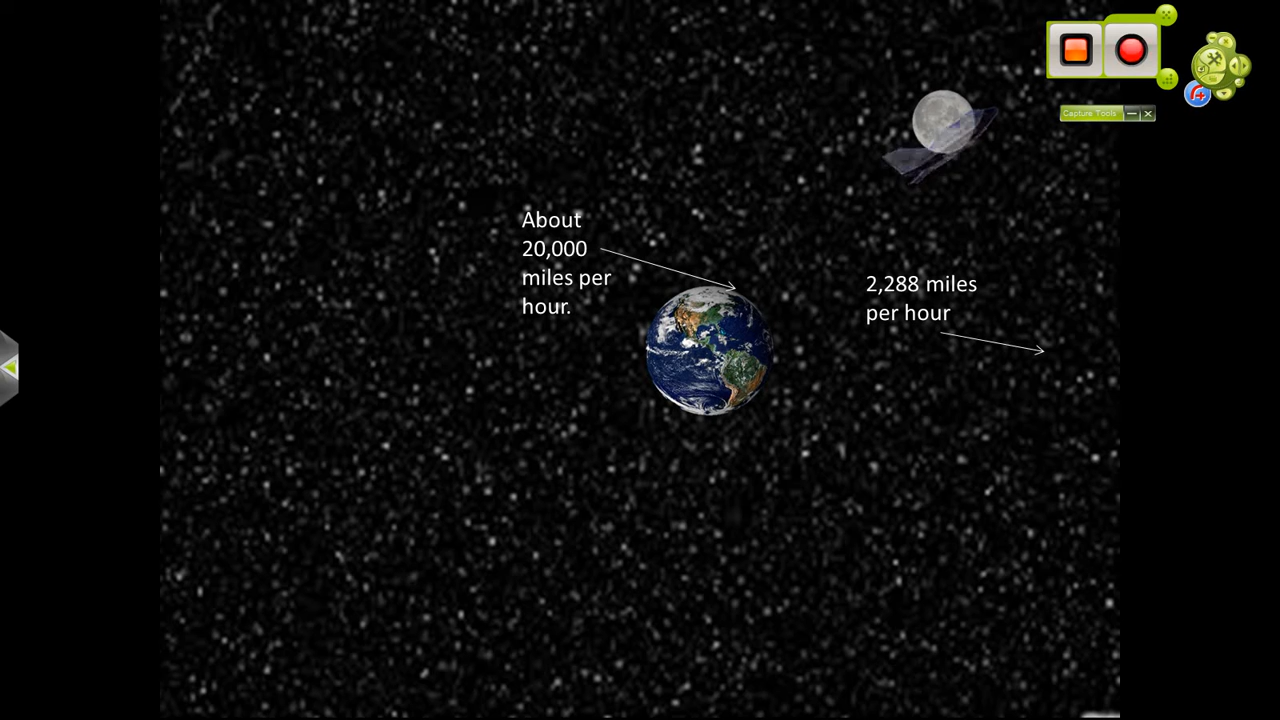 About
20,000
miles per
hour.
2,288 miles
per hour
Capture Tools